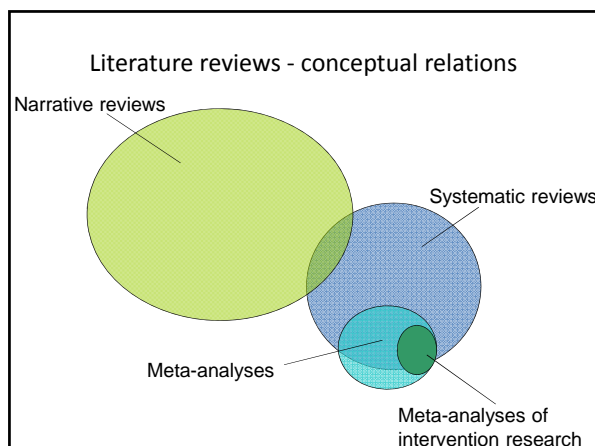 Literature reviews - conceptual relations
Narrative reviews
Systematic reviews
Meta-analyses
Meta-analyses of
intervention research